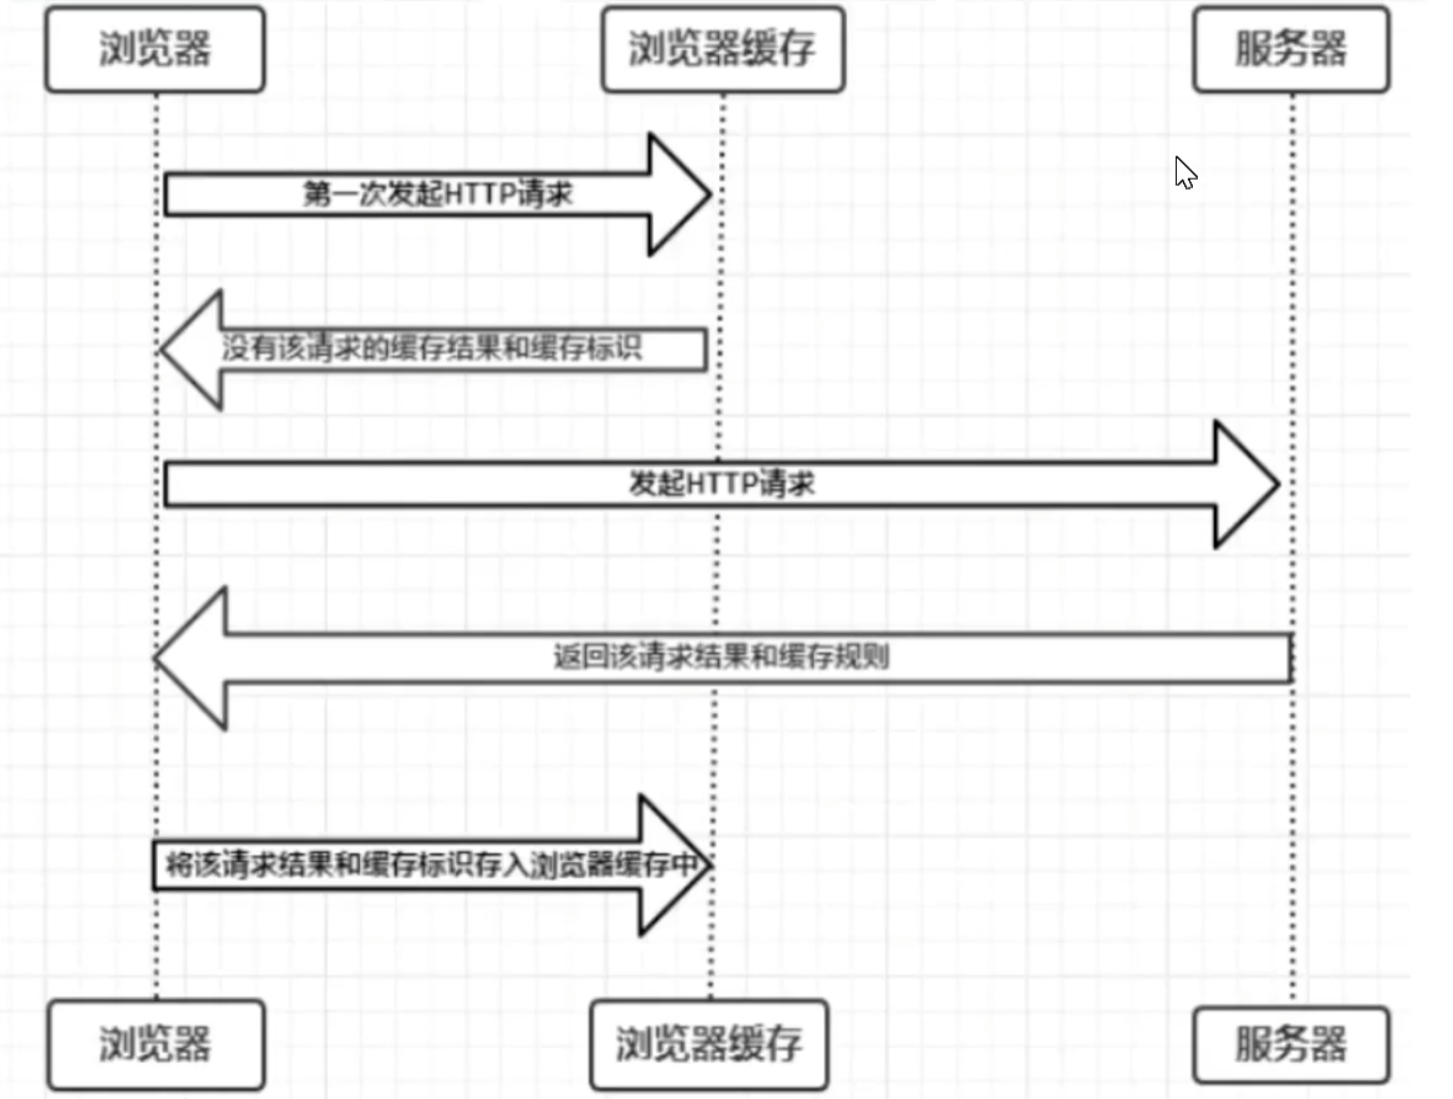 浏览器
浏览器缓存
服务器
第一次发起HTTP请求
没有该请求的缓存结果和缓存标识
发起HTTP请求
返回该请求结果和缓存规则
将该请求结果和缓存标识存入浏览器缓存中
浏览器
浏览器缓存
服务器